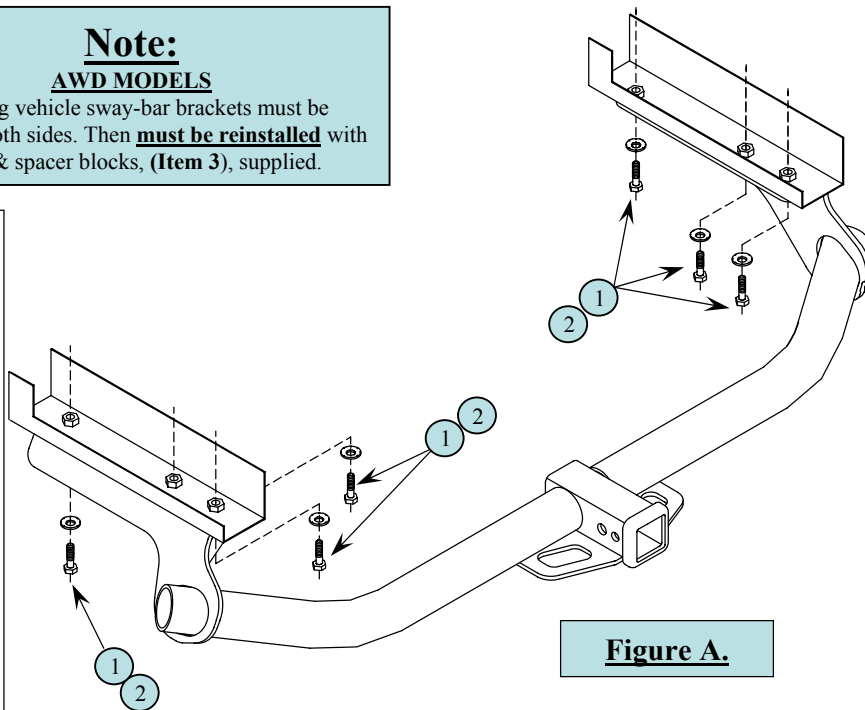 Note:
AWD MODELS
g vehicle sway-bar brackets must be
oth sides. Then must be reinstalled with
& spacer blocks, (Item 3), supplied.
1
2
1
2
1
2
Figure A.